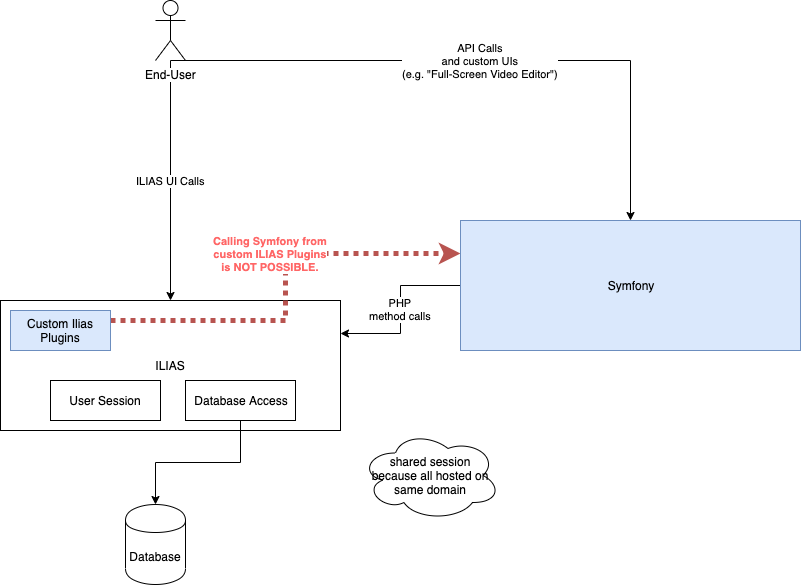 API Calls
and custom UIs
(e.g. "Full-Screen Video Editor")
End-User
ILIAS UI Calls
Calling Symfony from
custom ILIAS Plugins
is NOT POSSIBLE.
Symfony
PHP
method calls
Custom Ilias
Plugins
ILIAS
User Session
Database Access
shared session
because all hosted on
same domain
Database